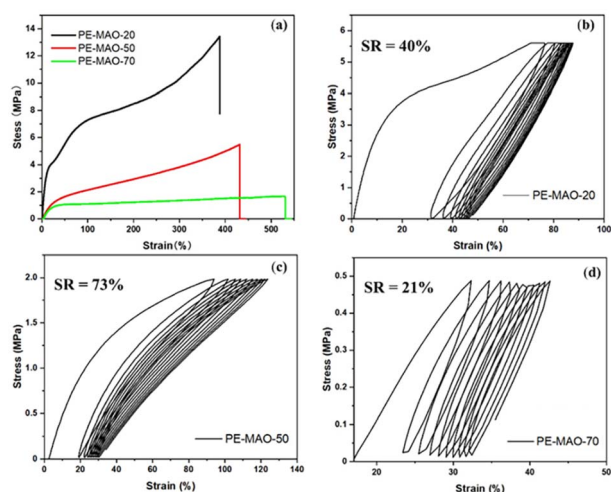 (a)
PE-MAO-20
PE-MAO-50
PE-MAO-70
Stess (MPa)
14
12
10
8
6
4
2
0
0 100 200 300 400 500
Strain(%)
(b)
SR = 40%
Stress (MPa)
6
5
4
3
2
1
0
PE-MAO-20
0 20 40 60 80 100
Strain (%)
(c)
SR = 73%
Stress (MPa)
2.0
1.5
1.0
0.5
0
PE-MAO-50
0 20 40 60 80 100 120 140
Strain (%)
(d)
SR = 21%
Stress (MPa)
0.5
0.4
0.3
0.2
0.1
0
PE-MAO-70
20 30 40 50
Strain (%)